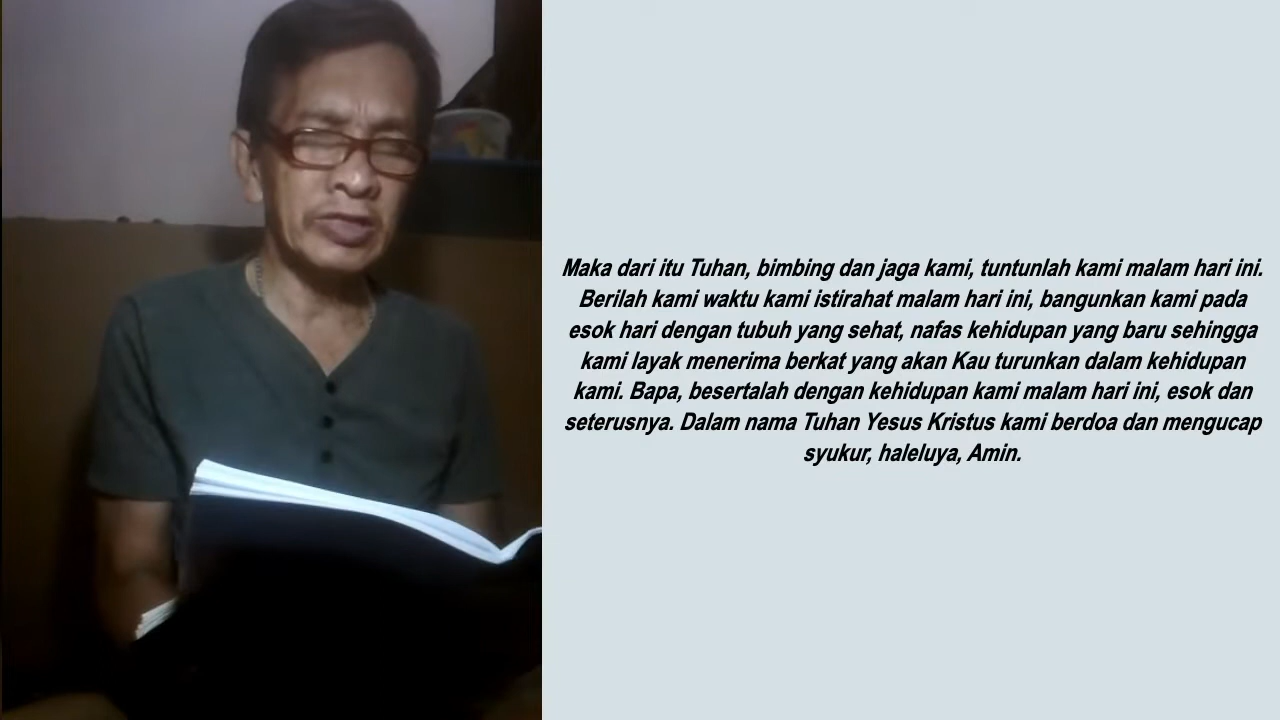 Maka dari itu Tuhan, bimbing dan jaga kami, tuntunlah kami malam hari ini.
Berilah kami waktu kami istirahat malam hari ini, bangunkan kami pada
esok hari dengan tubuh yang sehat, nafas kehidupan yang baru sehingga
kami layak menerima berkat yang akan Kau turunkan dalam kehidupan
kami. Bapa, besertalah dengan kehidupan kami malam hari ini, esok dan
seterusnya. Dalam nama Tuhan Yesus Kristus kami berdoa dan mengucap
syukur, haleluya, Amin.